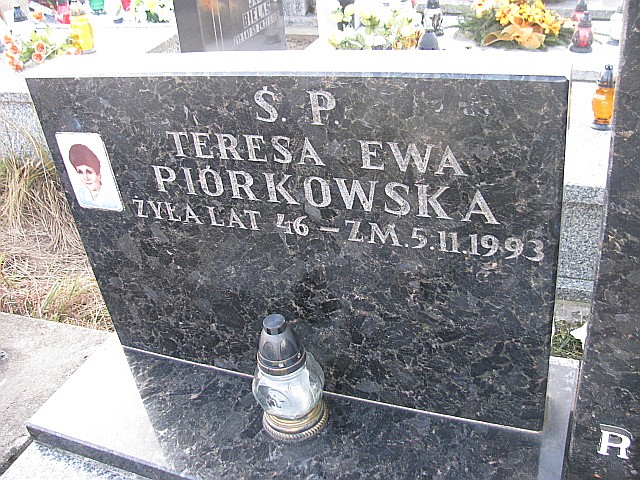 Ś. P.
TERESA EWA
PIÓRKOWSKA
ŻYŁA LAT 46 – ZM. 5.11.1993
R